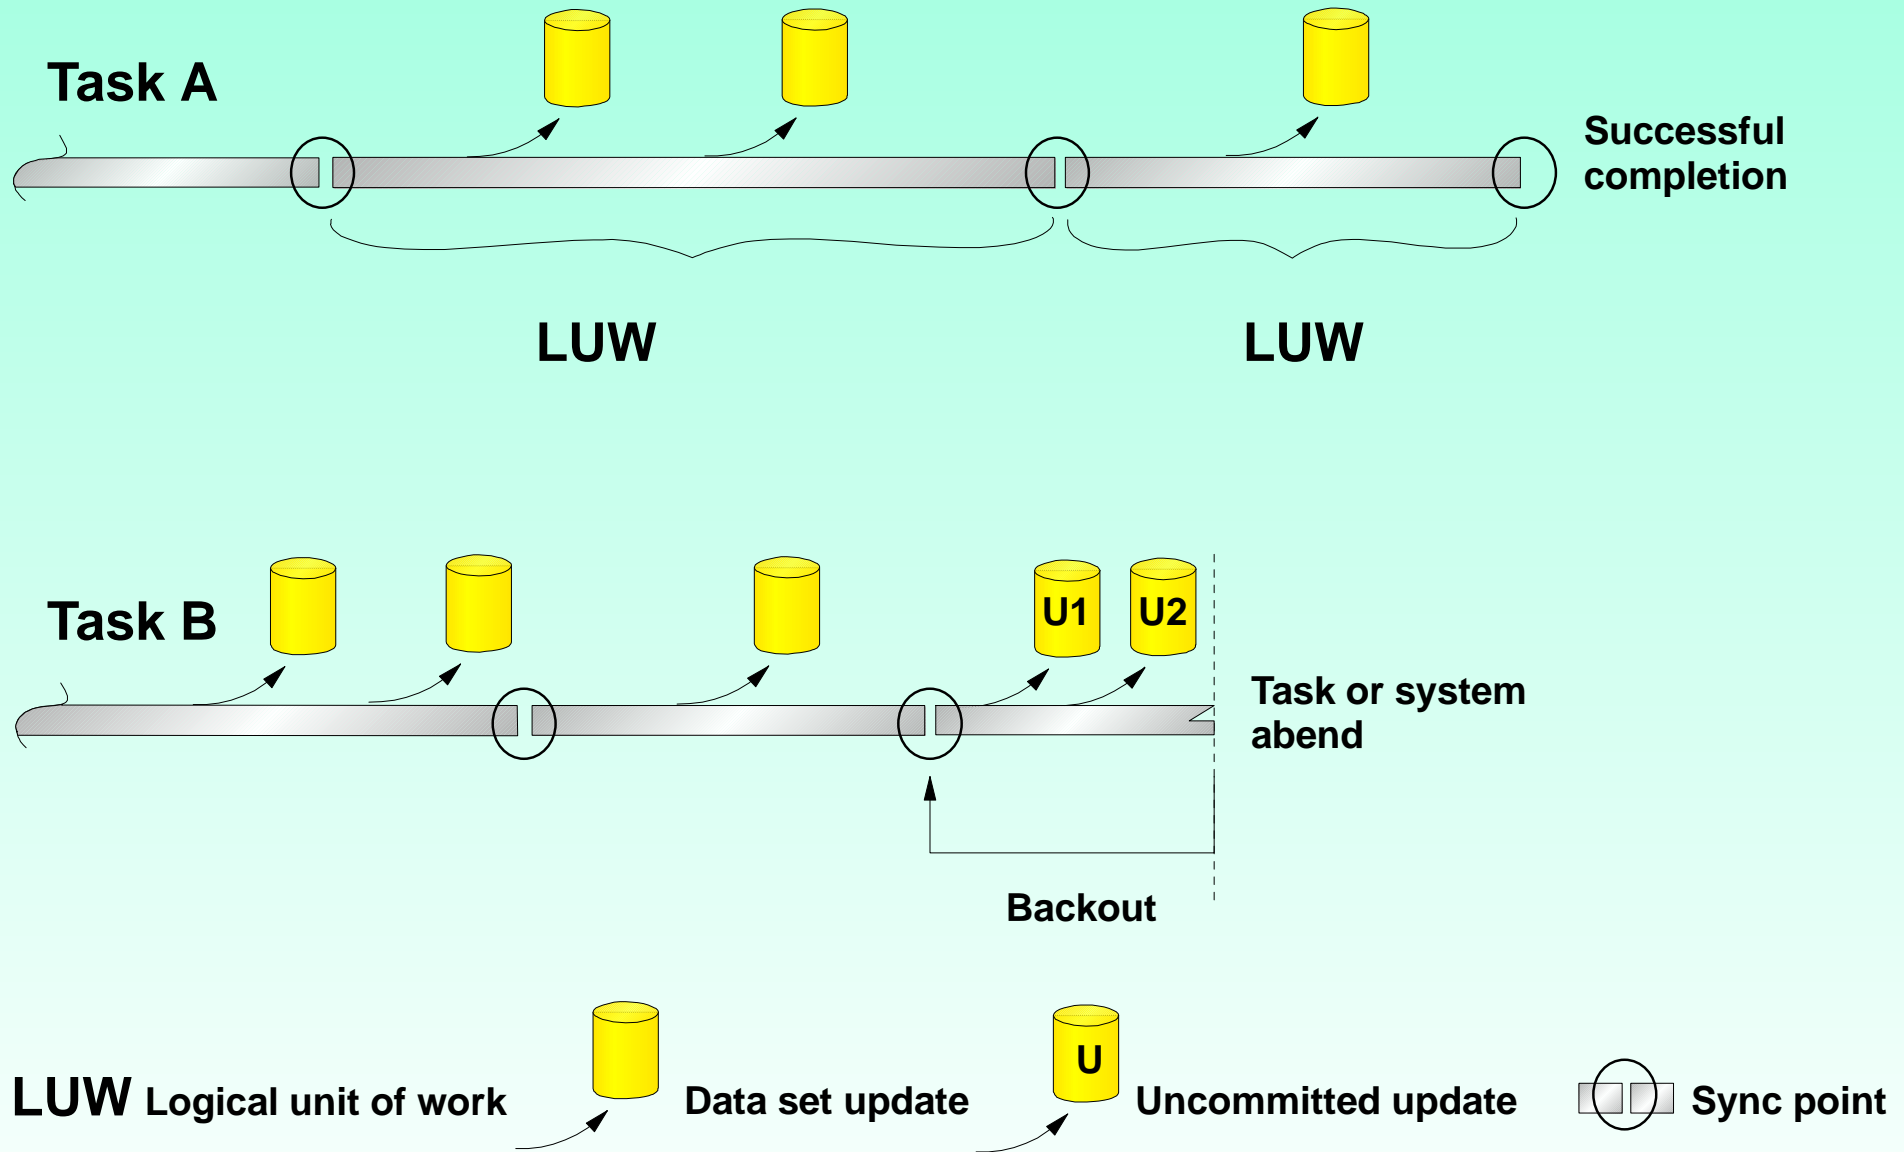 Task A
Successful
completion
LUW
LUW
Task B
U1
U2
Task or system
abend
Backout
LUW Logical unit of work
Data set update
U
Uncommitted update
Sync point